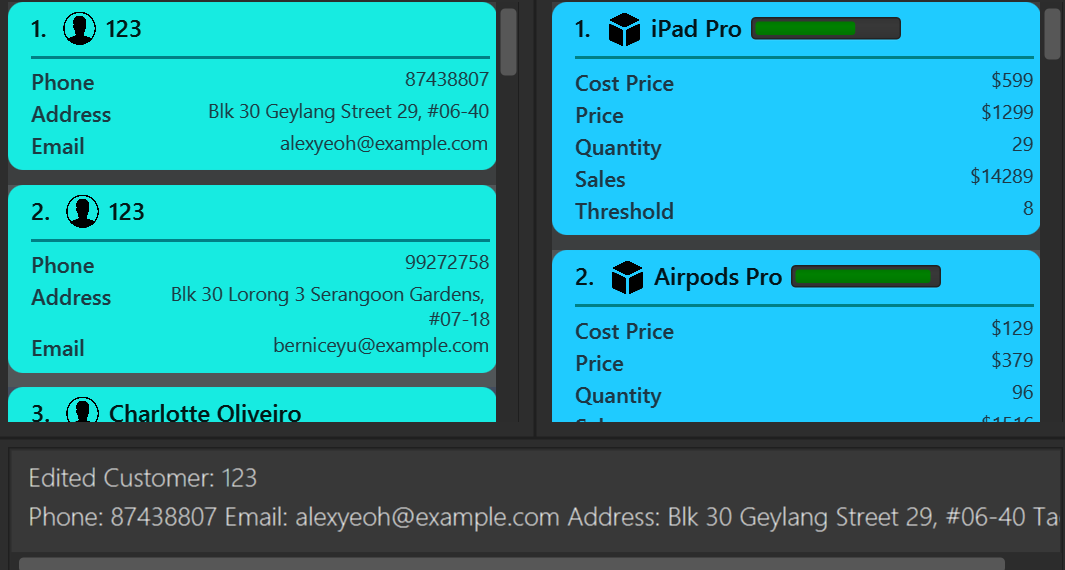 1. 123
Phone 87438807
Address Blk 30 Geylang Street 29, #06-40
Email alexyeoh@example.com
2. 123
Phone 99272758
Address Blk 30 Lorong 3 Serangoon Gardens,
#07-18
Email berniceyu@example.com
3. Charlotte Oliveiro
1. iPad Pro
Cost Price $599
Price $1299
Quantity 29
Sales $14289
Threshold 8
2. Airpods Pro
Cost Price $129
Price $379
Quantity 96
Sales $1516
Edited Customer: 123
Phone: 87438807 Email: alexyeoh@example.com Address: Blk 30 Geylang Street 29, #06-40 Ta